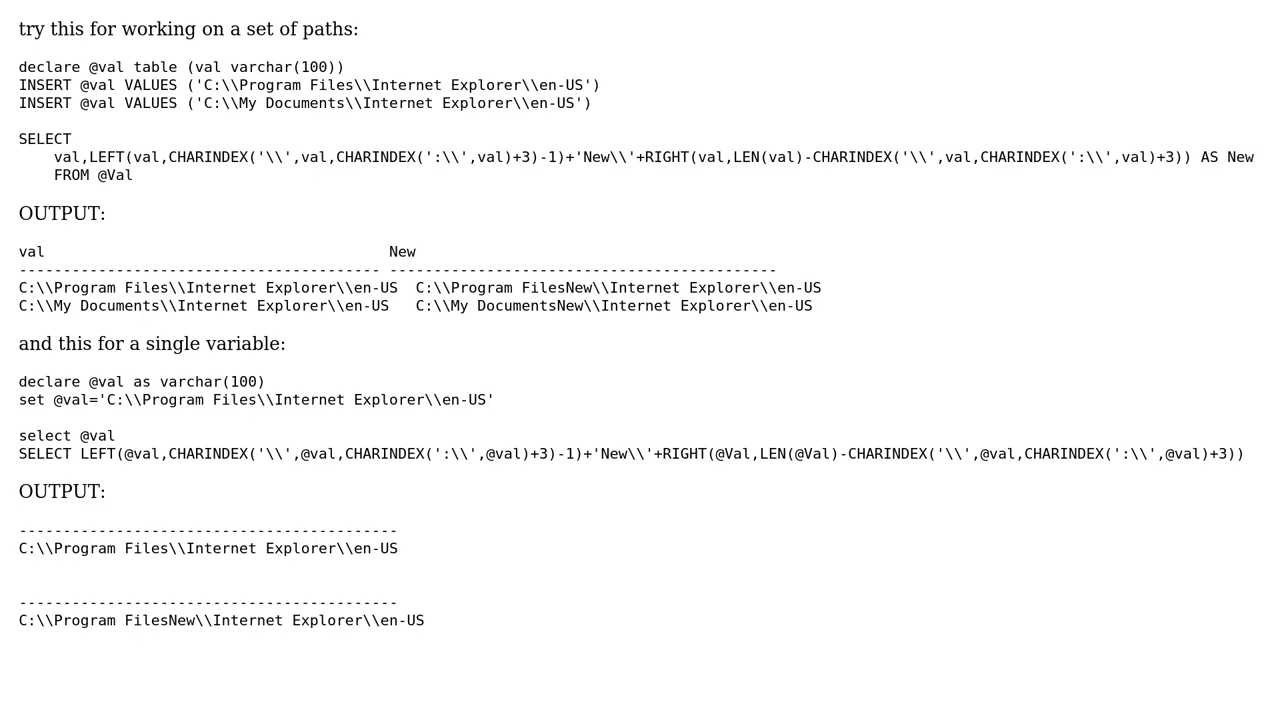 try this for working on a set of paths:
declare @val table (val varchar(100))
INSERT @val VALUES ('C:\\Program Files\\Internet Explorer\\en-US')
INSERT @val VALUES ('C:\\My Documents\\Internet Explorer\\en-US')
SELECT
    val,LEFT(val,CHARINDEX('\\',val,CHARINDEX(':\\',val)+3)-1)+'New\\'+RIGHT(val,LEN(val)-CHARINDEX('\\',val,CHARINDEX(':\\',val)+3)) AS New
    FROM @Val
OUTPUT:
val                                       New
----------------------------------------- --------------------------------------------
C:\\Program Files\\Internet Explorer\\en-US  C:\\Program FilesNew\\Internet Explorer\\en-US
C:\\My Documents\\Internet Explorer\\en-US   C:\\My DocumentsNew\\Internet Explorer\\en-US
and this for a single variable:
declare @val as varchar(100)
set @val='C:\\Program Files\\Internet Explorer\\en-US'
select @val
SELECT LEFT(@val,CHARINDEX('\\',@val,CHARINDEX(':\\',@val)+3)-1)+'New\\'+RIGHT(@Val,LEN(@Val)-CHARINDEX('\\',@val,CHARINDEX(':\\',@val)+3))
OUTPUT:
-------------------------------------------
C:\\Program Files\\Internet Explorer\\en-US
-------------------------------------------
C:\\Program FilesNew\\Internet Explorer\\en-US